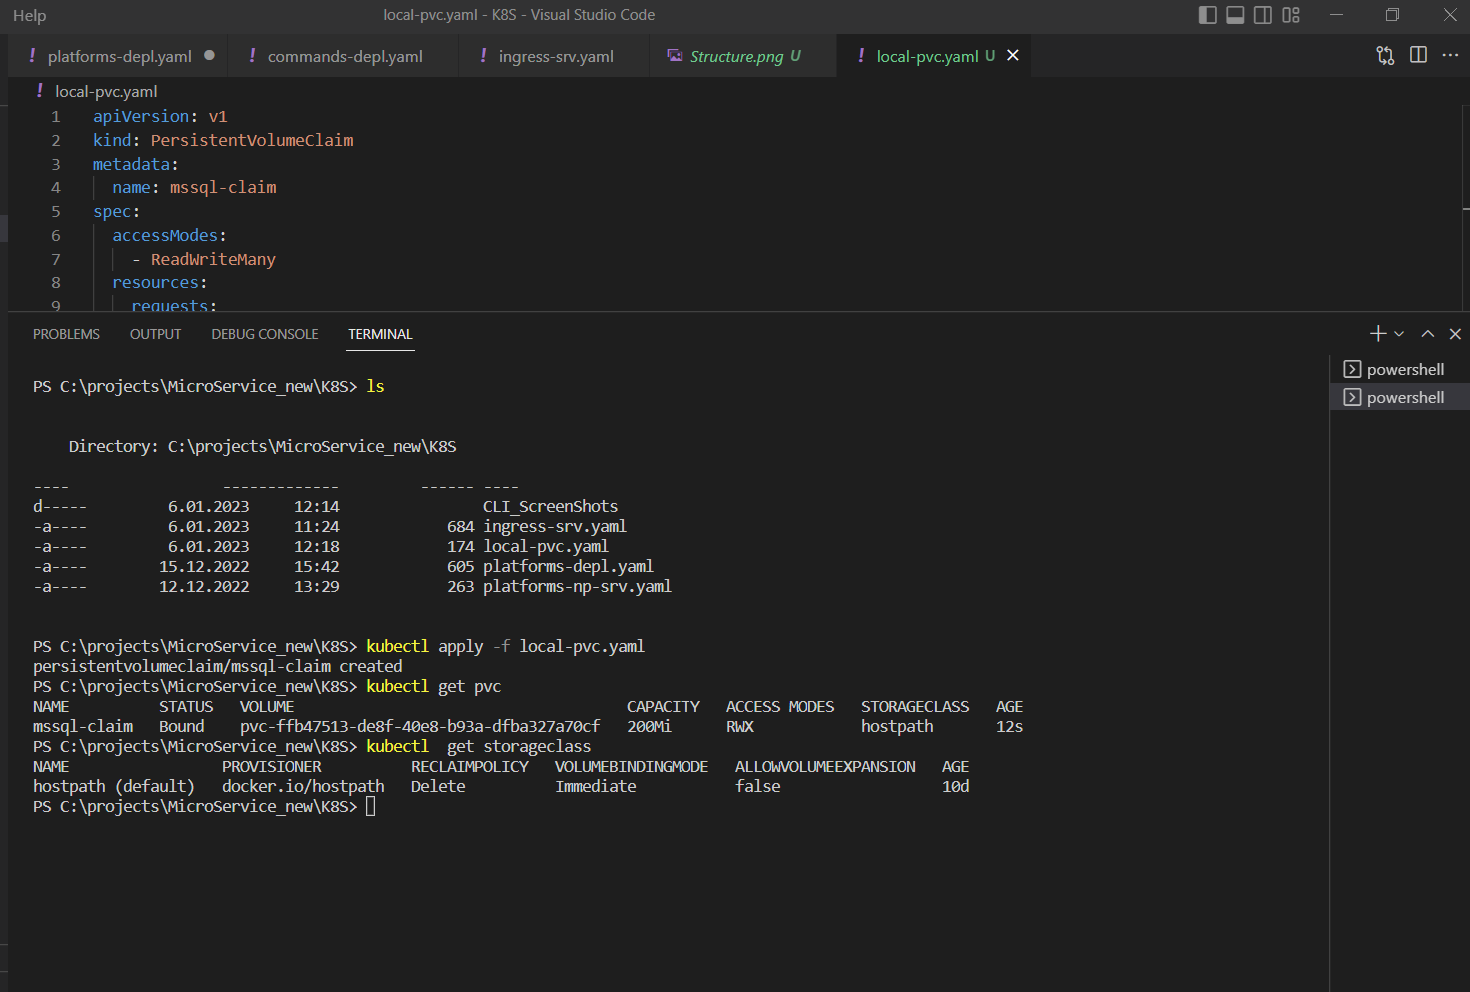 Help local-pvc.yaml - K8S - Visual Studio Code
! platforms-depl.yaml ! commands-depl.yaml ! ingress-srv.yaml Structure.png U ! local-pvc.yaml U
! local-pvc.yaml
1 apiVersion: v1
2 kind: PersistentVolumeClaim
3 metadata:
4 name: mssql-claim
5 spec:
6 accessModes:
7 - ReadWriteMany
8 resources:
9 requests:
PROBLEMS OUTPUT DEBUG CONSOLE TERMINAL
powershell
powershell
PS C:\projects\MicroService_new\K8S> ls
Directory: C:\projects\MicroService_new\K8S
---- ------------- ------ ----
d----- 6.01.2023 12:14 CLI_ScreenShots
-a---- 6.01.2023 11:24 684 ingress-srv.yaml
-a---- 6.01.2023 12:18 174 local-pvc.yaml
-a---- 15.12.2022 15:42 605 platforms-depl.yaml
-a---- 12.12.2022 13:29 263 platforms-np-srv.yaml
PS C:\projects\MicroService_new\K8S> kubectl apply -f local-pvc.yaml
persistentvolumeclaim/mssql-claim created
PS C:\projects\MicroService_new\K8S> kubectl get pvc
NAME STATUS VOLUME CAPACITY ACCESS MODES STORAGECLASS AGE
mssql-claim Bound pvc-ffb47513-de8f-40e8-b93a-dfba327a70cf 200Mi RWX hostpath 12s
PS C:\projects\MicroService_new\K8S> kubectl  get storageclass
NAME PROVISIONER RECLAIMPOLICY VOLUMEBINDINGMODE ALLOWVOLUMEEXPANSION AGE
hostpath (default) docker.io/hostpath Delete Immediate false 10d
PS C:\projects\MicroService_new\K8S>